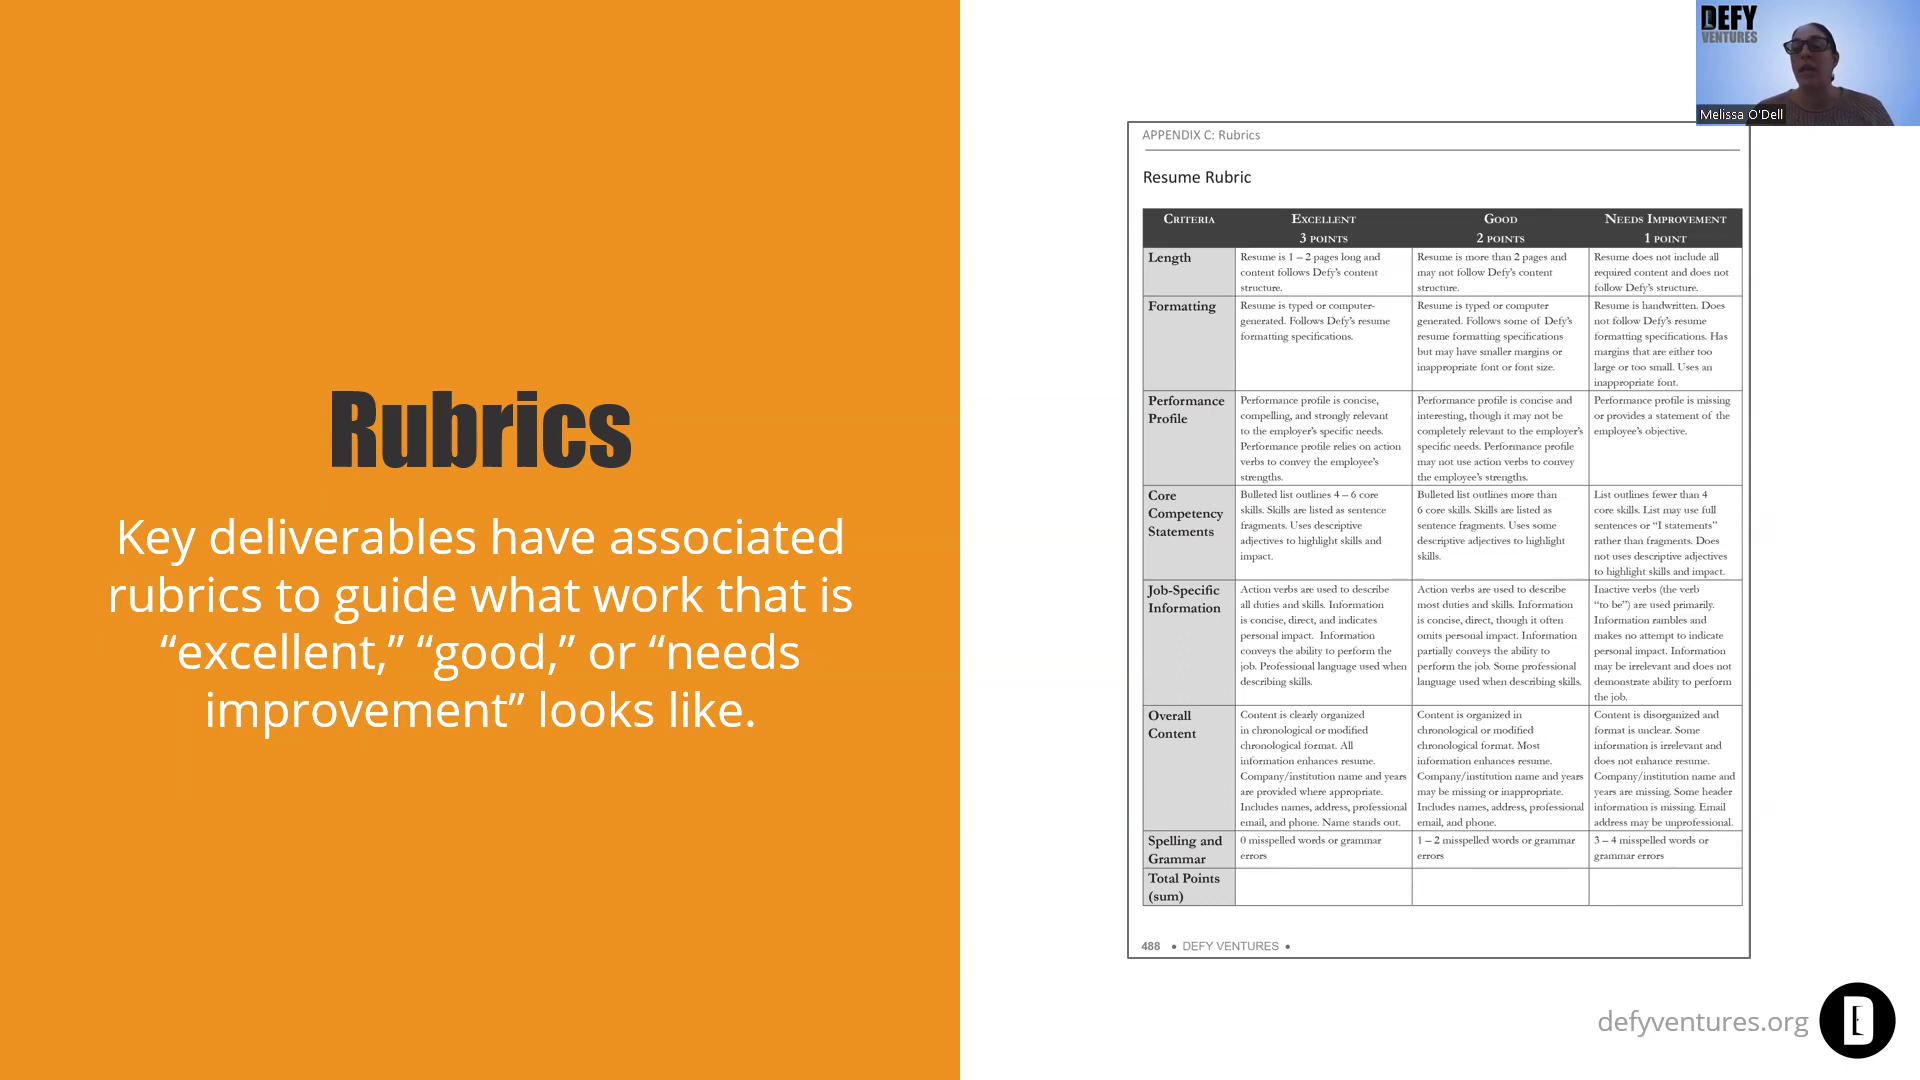 Rubrics
Key deliverables have associated
rubrics to guide what work that is
“excellent,” “good,” or “needs
improvement” looks like.
DEFY
VENTURES
Melissa O'Dell
APPENDIX C: Rubrics
Resume Rubric
CRITERIA
EXCELLENT
3 POINTS
GOOD
2 POINTS
NEEDS IMPROVEMENT
1 POINT
Length
Resume is 1 – 2 pages long and
content follows Defy’s content
structure.
Resume is more than 2 pages and
may not follow Defy’s content
structure.
Resume does not include all
required content and does not
follow Defy’s structure.
Formatting
Resume is typed or computer-
generated. Follows Defy’s resume
formatting specifications.
Resume is typed or computer
generated. Follows some of Defy’s
resume formatting specifications
but may have smaller margins or
inappropriate font or font size.
Resume is handwritten. Does
not follow Defy’s resume
formatting specifications. Has
margins that are either too
large or too small. Uses an
inappropriate font.
Performance
Profile
Performance profile is concise,
compelling, and strongly relevant
to the employer’s specific needs.
Performance profile relies on action
verbs to convey the employee’s
strengths.
Performance profile is concise and
interesting, though it may not be
completely relevant to the employer’s
specific needs. Performance profile
may not use action verbs to convey
the employee’s strengths.
Performance profile is missing
or provides a statement of the
employee’s objective.
Core
Competency
Statements
Bulleted list outlines 4 – 6 core
skills. Skills are listed as sentence
fragments. Uses descriptive
adjectives to highlight skills and
impact.
Bulleted list outlines more than
6 core skills. Skills are listed as
sentence fragments. Uses some
descriptive adjectives to highlight
skills.
List outlines fewer than 4
core skills. List may use full
sentences or “I statements”
rather than fragments. Does
not uses descriptive adjectives
to highlight skills and impact.
Job-Specific
Information
Action verbs are used to describe
all duties and skills. Information
is concise, direct, and indicates
personal impact. Information
conveys the ability to perform the
job. Professional language used when
describing skills.
Action verbs are used to describe
most duties and skills. Information
is concise, direct, though it often
omits personal impact. Information
partially conveys the ability to
perform the job. Some professional
language used when describing skills.
Inactive verbs (the verb
“to be”) are used primarily.
Information rambles and
makes no attempt to indicate
personal impact. Information
may be irrelevant and does not
demonstrate ability to perform
the job.
Overall
Content
Content is clearly organized
in chronological or modified
chronological format. All
information enhances resume.
Company/institution name and years
are provided where appropriate.
Includes names, address, professional
email, and phone. Name stands out.
Content is organized in
chronological or modified
chronological format. Most
information enhances resume.
Company/institution name and years
may be missing or inappropriate.
Includes names, address, professional
email, and phone.
Content is disorganized and
format is unclear. Some
information is irrelevant and
does not enhance resume.
Company/institution name and
years are missing. Some header
information is missing. Email
address may be unprofessional.
Spelling and
Grammar
0 misspelled words or grammar
errors
1 – 2 misspelled words or grammar
errors
3 – 4 misspelled words or
grammar errors
Total Points
(sum)
488 • DEFY VENTURES •
defyventures.org
D